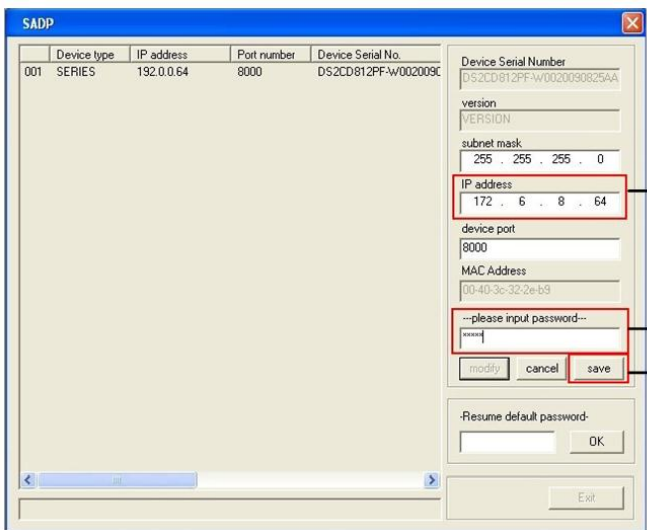 SADP
Device type IP address Port number Device Serial No.
001 SERIES 192.0.0.64 8000 DS2CD812PF-W0020090
Device Serial Number
DS2CD812PF-W0020090825AA
version
VERSION
subnet mask
255 . 255 . 255 . 0
IP address
172 . 6 . 8 . 64
device port
8000
MAC Address
00-40-3c-32-2e-b9
---please input password---
*****
modify cancel save
-Resume default password-
OK
Exit